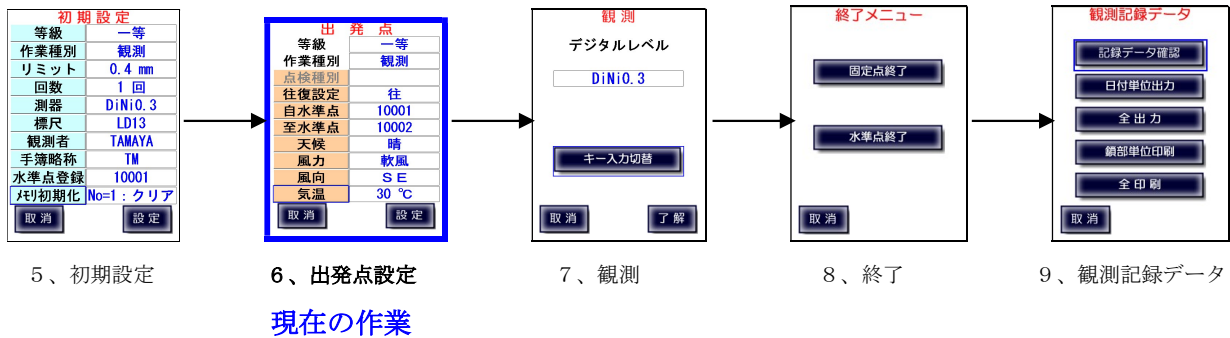 初期設定
等級 一等
作業種別 観測
リミット 0.4 mm
回数 1 回
測器 DiNi0.3
標尺 LD13
観測者 TAMAYA
手簿略称 TM
水準点登録 10001
ﾒﾓﾘ初期化 No=1：クリア
取消 設定
出 発 点
等級 一等
作業種別 観測
点検種別
往復設定 往
自水準点 10001
至水準点 10002
天候 晴
風力 軟風
風向 ＳＥ
気温 30 ℃
取消 設定
観測
デジタルレベル
DiNi0.3
キー入力切替
取消 了解
終了メニュー
固定点終了
水準点終了
取消
観測記録データ
記録データ確認
日付単位出力
全出力
鎖部単位印刷
全印刷
取消
５、初期設定
６、出発点設定
７、観測
８、終了
９、観測記録データ
現在の作業